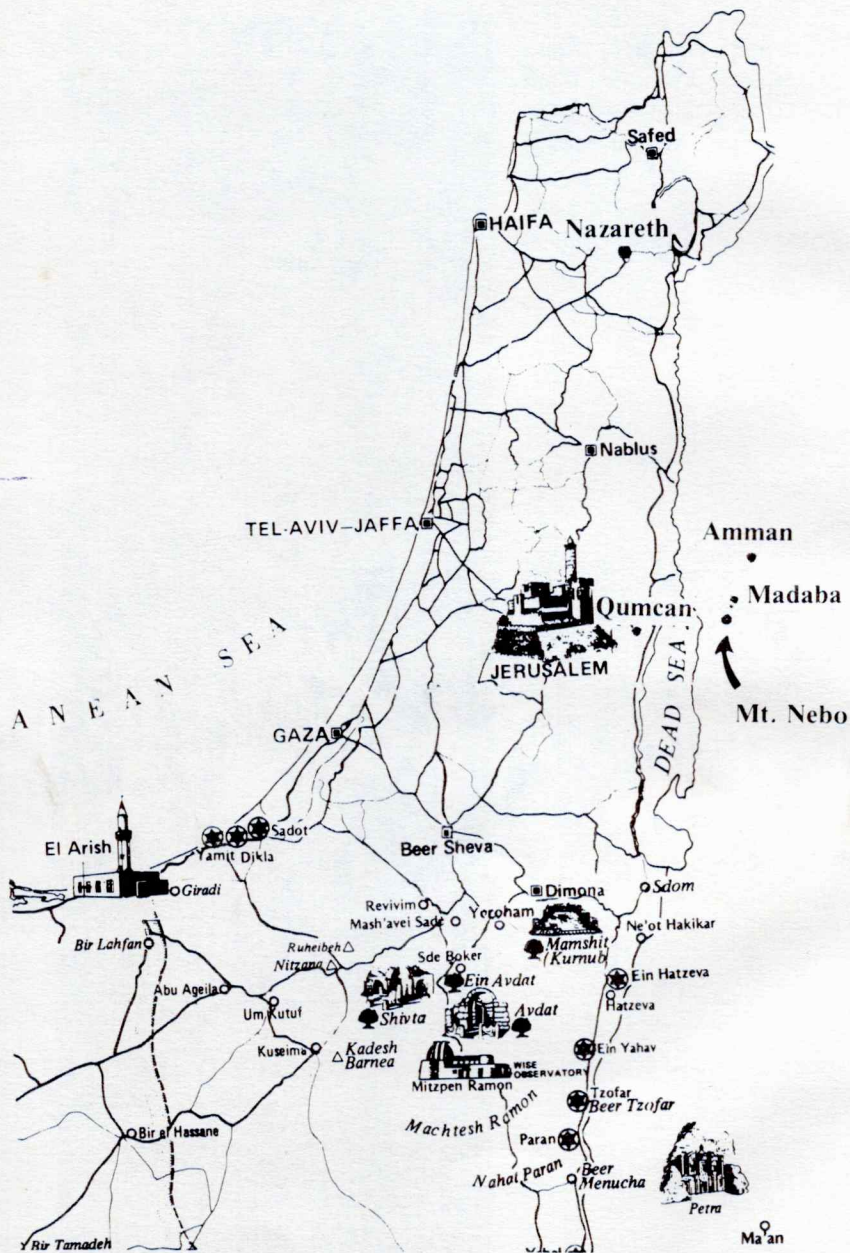 Safed
HAIFA
Nazareth
Nablus
TEL-AVIV–JAFFA
Amman
Qumcan
Madaba
JERUSALEM
ANEAN SEA
DEAD SEA
Mt. Nebo
GAZA
Sadot
El Arish
Yamit Dikla
Beer Sheva
Giradi
Dimona
Sdom
Revivim
Mash'avei Sade
Yeroham
Bir Lahfan
Ruheibeh
Nitzana
Mamshit
(Kurnub)
Ne'ot Hakikar
Sde Boker
Ein Avdat
Ein Hatzeva
Abu Ageila
Um Kutuf
Shivta
Avdat
Hatzeva
Kuseima
Kadesh
Barnea
Ein Yahav
WISE
OBSERVATORY
Mitzpen Ramon
Tzofar
Beer Tzofar
Machtesh Ramon
Bir el Hassane
Paran
Nahal Paran
Beer
Menucha
Petra
Ma'an
Bir Tamadeh